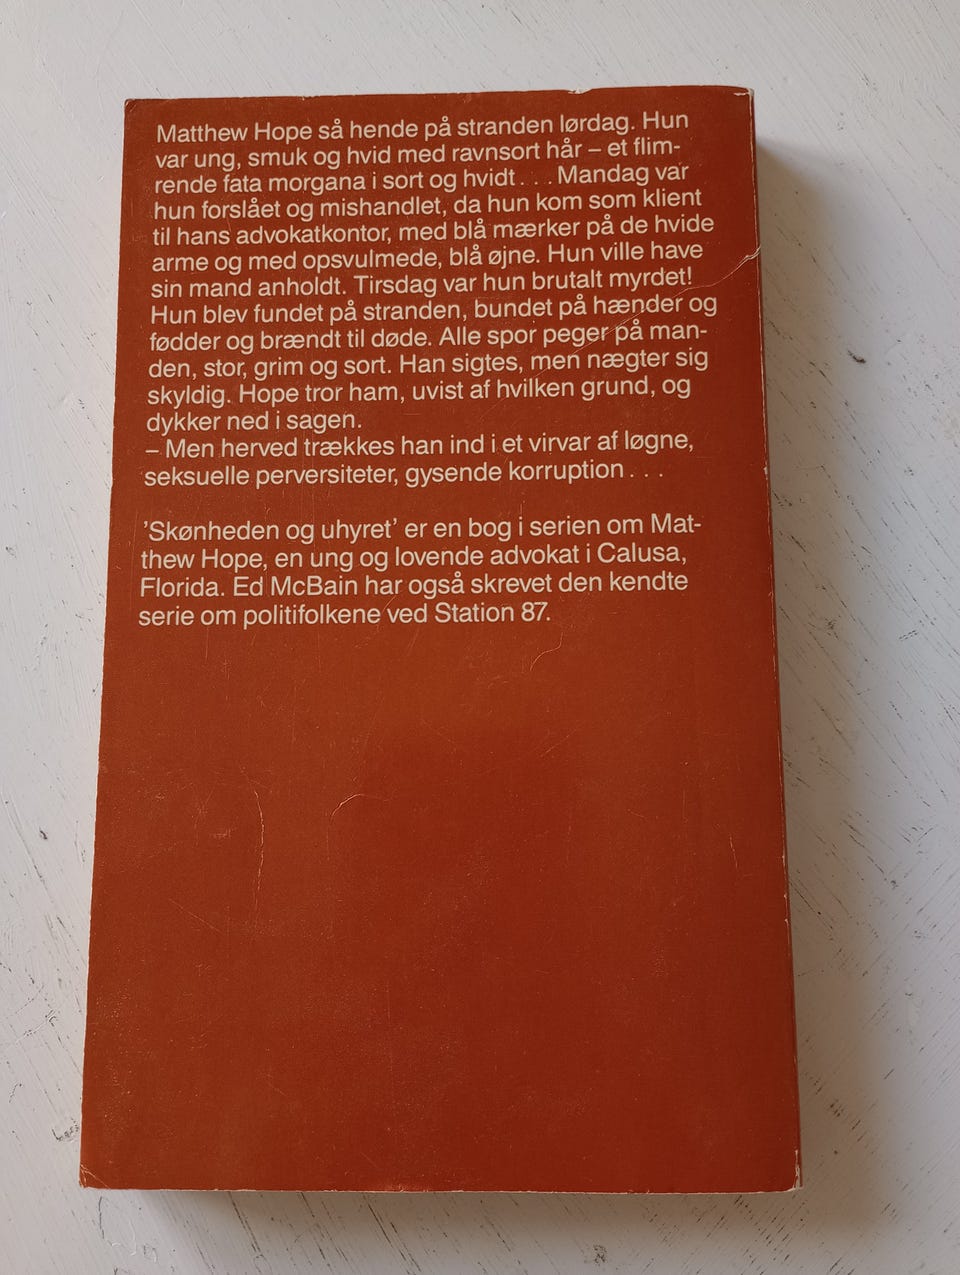 Matthew Hope så hende på stranden lørdag. Hun
var ung, smuk og hvid med ravnsort hår – et flim-
rende fata morgana i sort og hvidt . . . Mandag var
hun forslået og mishandlet, da hun kom som klient
til hans advokatkontor, med blå mærker på de hvide
arme og med opsvulmede, blå øjne. Hun ville have
sin mand anholdt. Tirsdag var hun brutalt myrdet!
Hun blev fundet på stranden, bundet på hænder og
fødder og brændt til døde. Alle spor peger på man-
den, stor, grim og sort. Han sigtes, men nægter sig
skyldig. Hope tror ham, uvist af hvilken grund, og
dykker ned i sagen.
– Men herved trækkes han ind i et virvar af løgne,
seksuelle perversiteter, gysende korruption . . .
'Skønheden og uhyret' er en bog i serien om Mat-
thew Hope, en ung og lovende advokat i Calusa,
Florida. Ed McBain har også skrevet den kendte
serie om politifolkene ved Station 87.